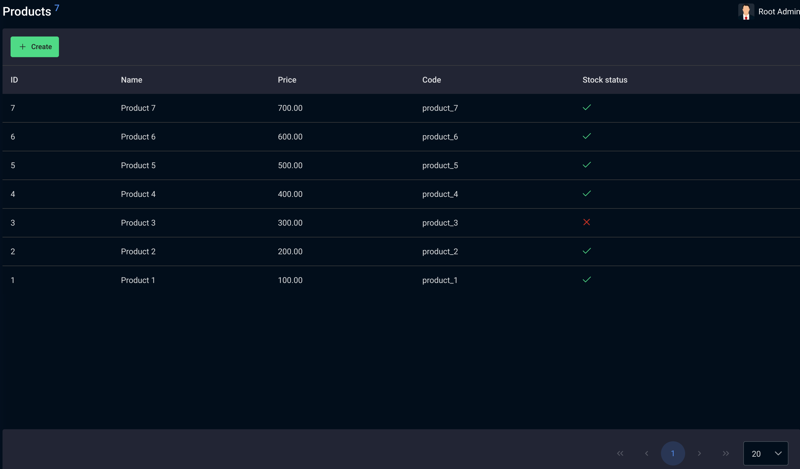 Products 7
Root Admin
+ Create
ID Name Price Code Stock status
7 Product 7 700.00 product_7
6 Product 6 600.00 product_6
5 Product 5 500.00 product_5
4 Product 4 400.00 product_4
3 Product 3 300.00 product_3
2 Product 2 200.00 product_2
1 Product 1 100.00 product_1
« ‹ 1 › » 20